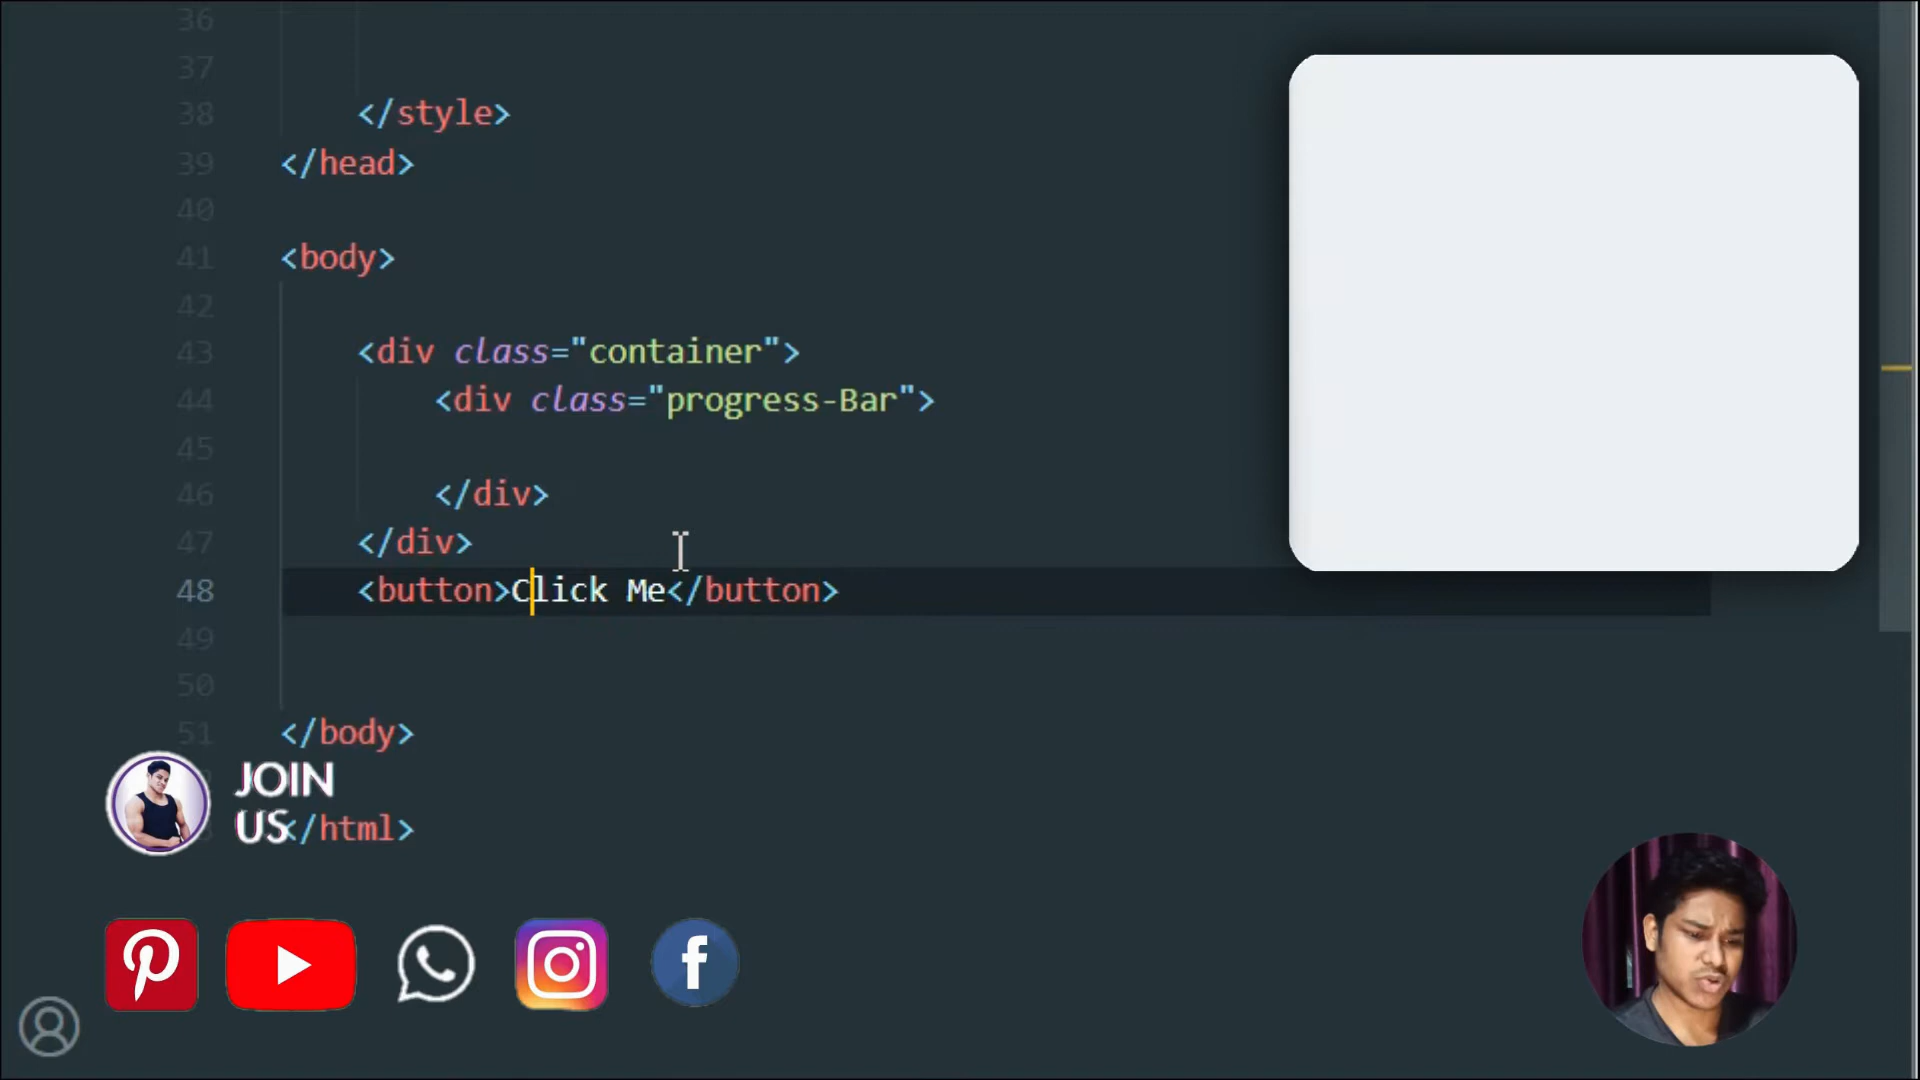 36
37
38 </style>
39 </head>
40
41 <body>
42
43 <div class="container">
44 <div class="progress-Bar">
45
46 </div>
47 </div>
48 <button>Click Me</button>
49
50
51 </body>
JOIN
US
</html>